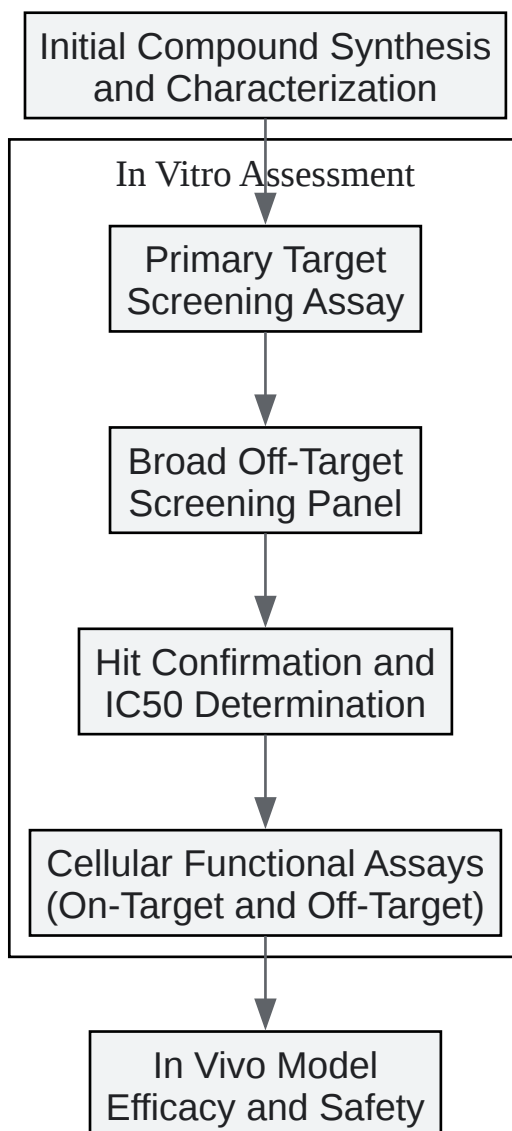 Initial Compound Synthesis
and Characterization
In Vitro Assessment
Primary Target
Screening Assay
Broad Off-Target
Screening Panel
Hit Confirmation and
IC50 Determination
Cellular Functional Assays
(On-Target and Off-Target)
In Vivo Model
Efficacy and Safety